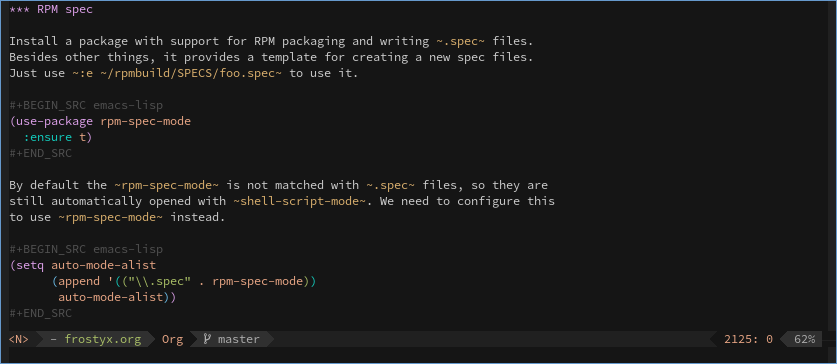 *** RPM spec
Install a package with support for RPM packaging and writing ~.spec~ files.
Besides other things, it provides a template for creating a new spec files.
Just use ~:e ~/rpmbuild/SPECS/foo.spec~ to use it.
#+BEGIN_SRC emacs-lisp
(use-package rpm-spec-mode
  :ensure t)
#+END_SRC
By default the ~rpm-spec-mode~ is not matched with ~.spec~ files, so they are
still automatically opened with ~shell-script-mode~. We need to configure this
to use ~rpm-spec-mode~ instead.
#+BEGIN_SRC emacs-lisp
(setq auto-mode-alist
      (append '(("\\.spec" . rpm-spec-mode))
       auto-mode-alist))
#+END_SRC
<N> - frostyx.org Org master 2125: 0 62%